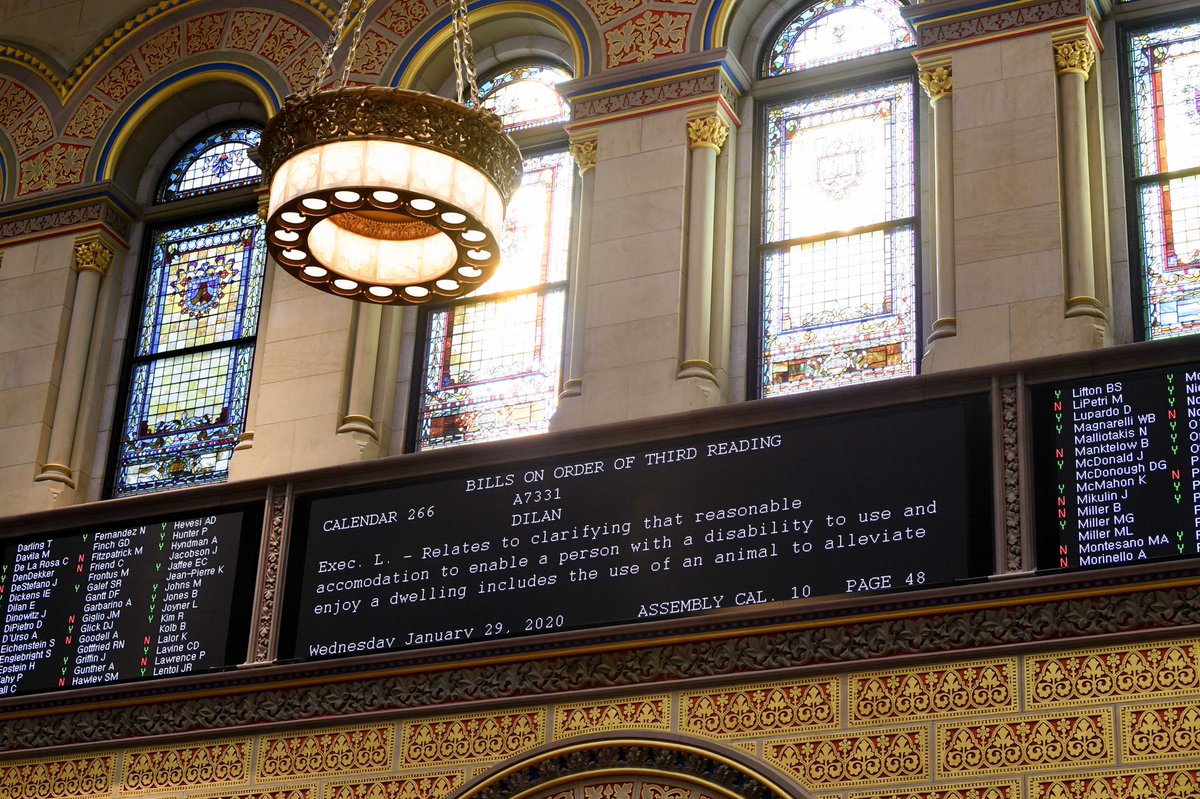 Darling T
Davila M
De La Rosa C
DenDekker
DeStefano J
Dickens IE
Dilan E
Dinowitz J
DiPietro D
D'Urso A
Eichenstein S
Englebright S
Epstein H
Fernandez N
Finch GD
Fitzpatrick M
Friend C
Frontus M
Galef SR
Gantt DF
Garbarino A
Giglio JM
Glick DJ
Goodell A
Gottfried RN
Griffin J
Gunther A
Hawley SM
Hevesi AD
Hunter P
Hyndman A
Jacobson J
Jaffee EC
Jean-Pierre K
Johns M
Jones B
Joyner L
Kim R
Kolb B
Lalor K
Lavine CD
Lawrence P
Lentol JR
BILLS ON ORDER OF THIRD READING
CALENDAR 266 A7331
DILAN
Exec. L. - Relates to clarifying that reasonable
accomodation to enable a person with a disability to use and
enjoy a dwelling includes the use of an animal to alleviate
Wednesday January 29, 2020 ASSEMBLY CAL. 10 PAGE 48
Y Lifton BS
N LiPetri M
Y Lupardo D
Y Magnarelli WB
Malliotakis N
N Manktelow B
Y McDonald J
Y McDonough DG
Y McMahon K
N Mikulin J
N Miller B
Y Miller MG
Miller ML
N Montesano MA
N Morinello A